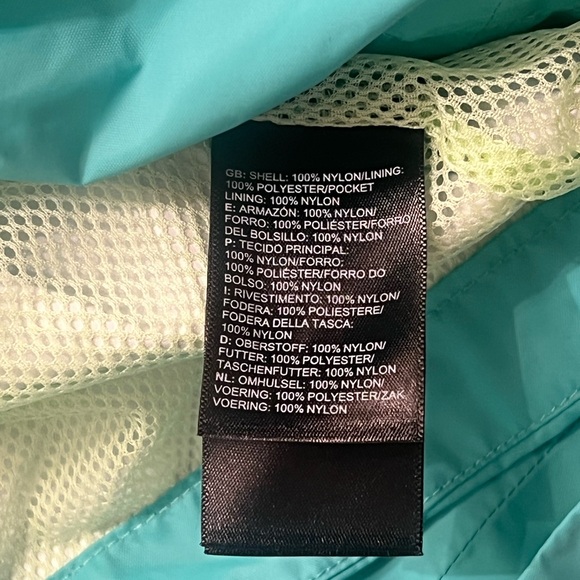 GB: SHELL: 100% NYLON/LINING:
100% POLYESTER/POCKET
LINING: 100% NYLON
E: ARMAZÓN: 100% NYLON/
FORRO: 100% POLIÉSTER/FORRO
DEL BOLSILLO: 100% NYLON
P: TECIDO PRINCIPAL:
100% NYLON/FORRO:
100% POLIÉSTER/FORRO DO
BOLSO: 100% NYLON
I: RIVESTIMENTO: 100% NYLON/
FODERA: 100% POLIESTERE/
FODERA DELLA TASCA:
100% NYLON
D: OBERSTOFF: 100% NYLON/
FUTTER: 100% POLYESTER/
TASCHENFUTTER: 100% NYLON
NL: OMHULSEL: 100% NYLON/
VOERING: 100% POLYESTER/ZAK
VOERING: 100% NYLON